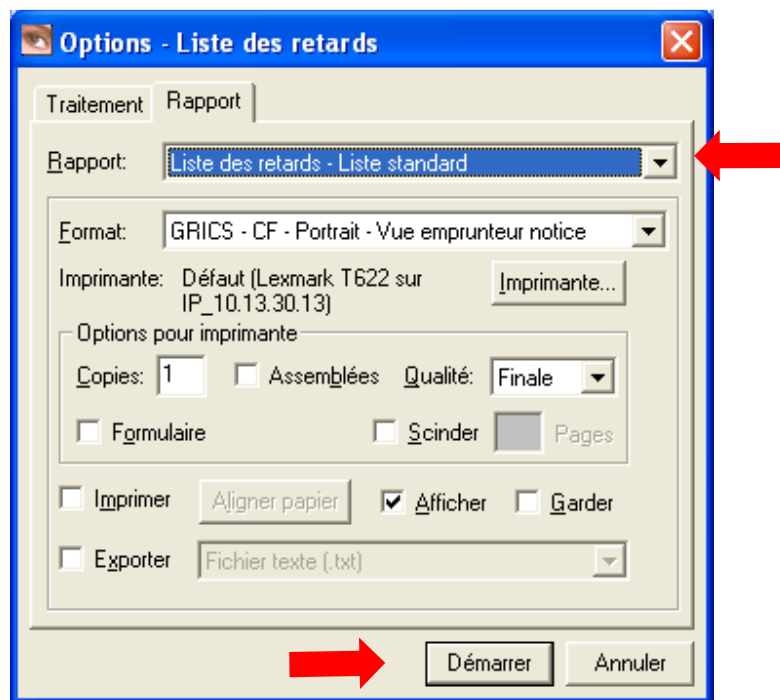 Options - Liste des retards
Traitement Rapport
Rapport: Liste des retards - Liste standard
Format: GRICS - CF - Portrait - Vue emprunteur notice
Imprimante: Défaut (Lexmark T622 sur
IP_10.13.30.13) Imprimante...
Options pour imprimante
Copies: 1 Assemblées Qualité: Finale
Formulaire Scinder Pages
Imprimer Aligner papier Afficher Garder
Exporter Fichier texte (.txt)
Démarrer Annuler